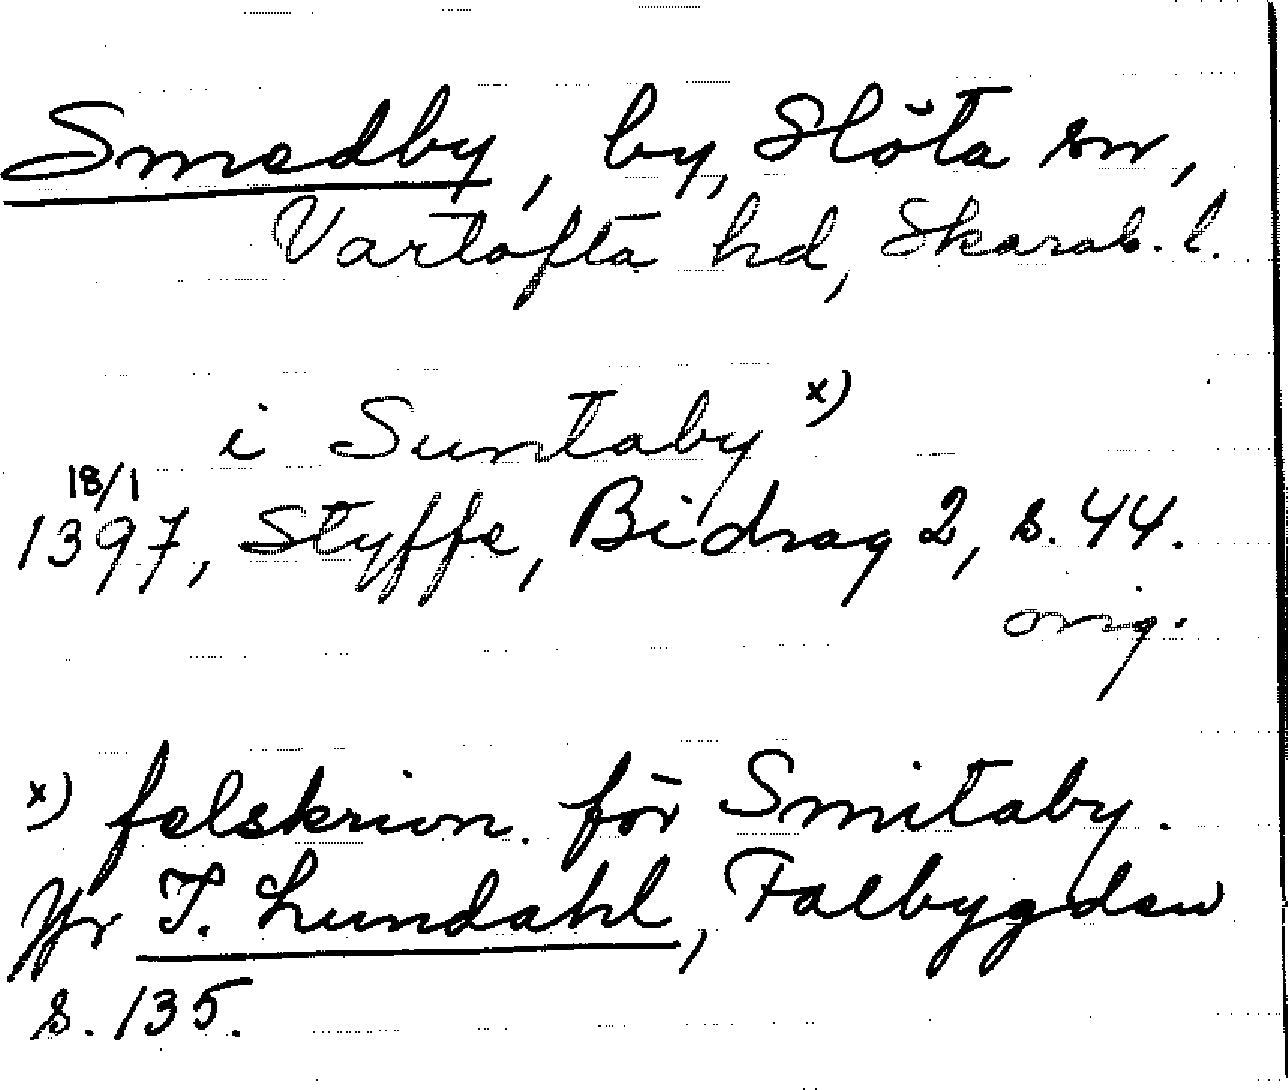 Smedby, by, Slöta sn,
Vartofta hd, Skarab. l.
i Suntaby x)
18/1
1397, Styffe, Bidrag 2, s. 44.
orig.
x) felskrivn. för Smitaby.
Jfr I. Lundahl, Falbygden
s. 135.